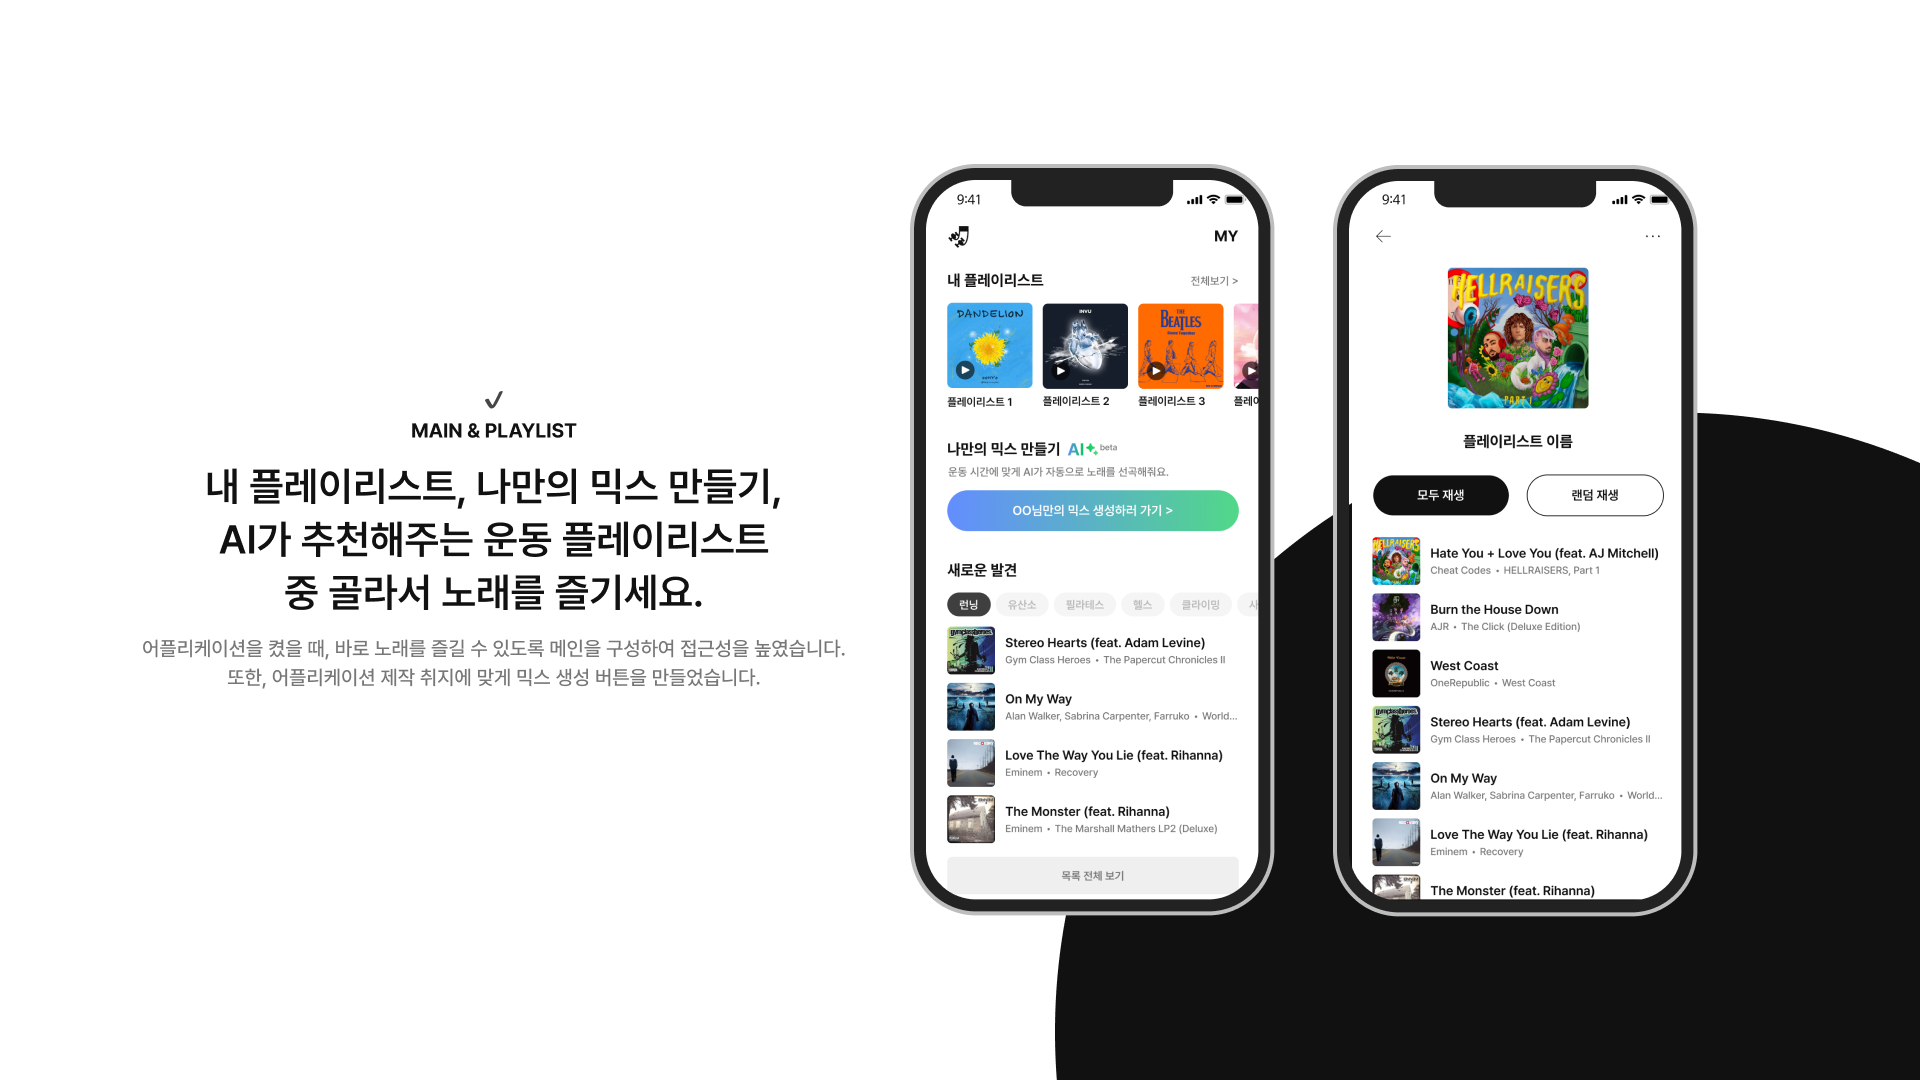 MAIN & PLAYLIST
내 플레이리스트, 나만의 믹스 만들기,
AI가 추천해주는 운동 플레이리스트
중 골라서 노래를 즐기세요.
어플리케이션을 켰을 때, 바로 노래를 즐길 수 있도록 메인을 구성하여 접근성을 높였습니다.
또한, 어플리케이션 제작 취지에 맞게 믹스 생성 버튼을 만들었습니다.
9:41
MY
내 플레이리스트
전체보기 >
DANDELION
INVU
THE
BEATLES
플레이리스트 1
플레이리스트 2
플레이리스트 3
나만의 믹스 만들기 AI beta
운동 시간에 맞게 AI가 자동으로 노래를 선곡해줘요.
OO님만의 믹스 생성하러 가기 >
새로운 발견
런닝
유산소
필라테스
헬스
클라이밍
Stereo Hearts (feat. Adam Levine)
Gym Class Heroes • The Papercut Chronicles II
On My Way
Alan Walker, Sabrina Carpenter, Farruko • World...
Love The Way You Lie (feat. Rihanna)
Eminem • Recovery
The Monster (feat. Rihanna)
Eminem • The Marshall Mathers LP2 (Deluxe)
목록 전체 보기
9:41
HELLRAISERS
PART 1
플레이리스트 이름
모두 재생
랜덤 재생
Hate You + Love You (feat. AJ Mitchell)
Cheat Codes • HELLRAISERS, Part 1
Burn the House Down
AJR • The Click (Deluxe Edition)
West Coast
OneRepublic • West Coast
Stereo Hearts (feat. Adam Levine)
Gym Class Heroes • The Papercut Chronicles II
On My Way
Alan Walker, Sabrina Carpenter, Farruko • World...
Love The Way You Lie (feat. Rihanna)
Eminem • Recovery
The Monster (feat. Rihanna)